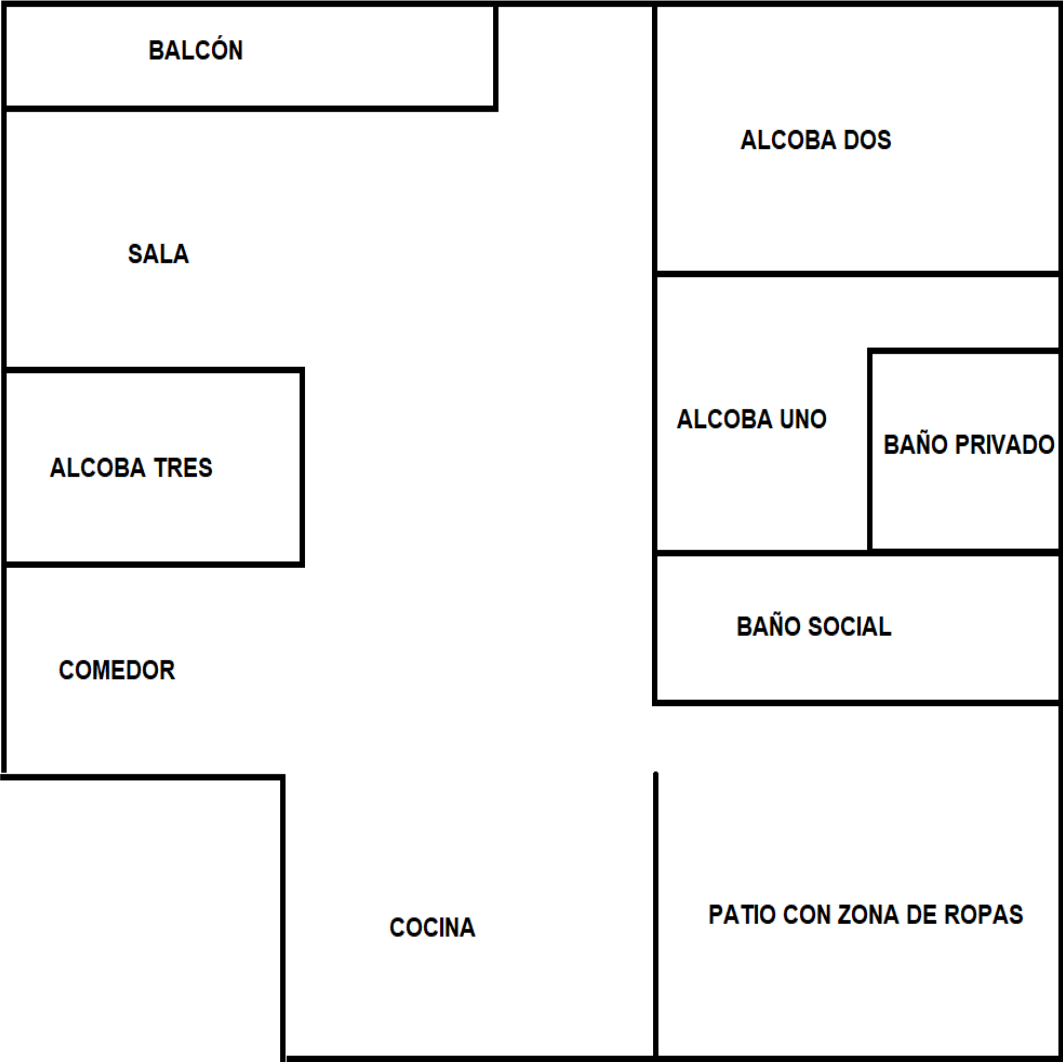 BALCÓN
ALCOBA DOS
SALA
ALCOBA UNO
BAÑO PRIVADO
ALCOBA TRES
BAÑO SOCIAL
COMEDOR
PATIO CON ZONA DE ROPAS
COCINA